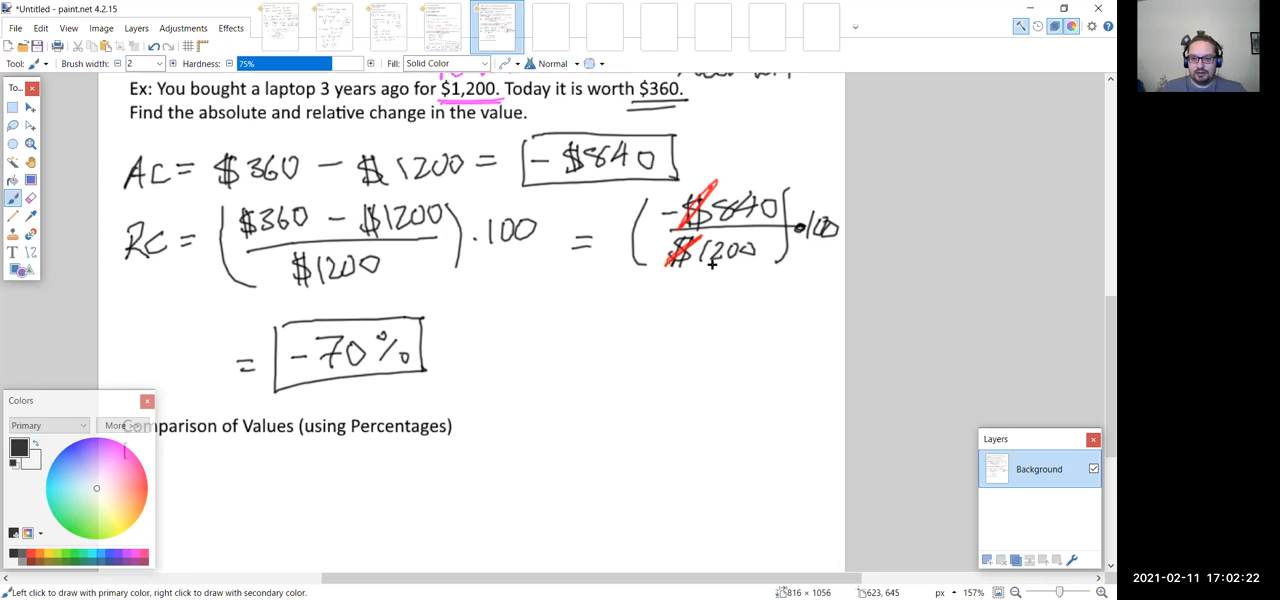 *Untitled - paint.net 4.2.15
File Edit View Image Layers Adjustments Effects
Tool: Brush width: 2 Hardness: 75% Fill: Solid Color Normal
To...
Ex: You bought a laptop 3 years ago for $1,200. Today it is worth $360.
Find the absolute and relative change in the value.
AC = $360 - $1200 = - $840
RC = ($360 - $1200 / $1200) · 100 = (-$840 / $1200) · 100
= - 70%
Colors
Primary More >>
Comparison of Values (using Percentages)
Layers
Background
2021-02-11 17:02:22
Left click to draw with primary color, right click to draw with secondary color. 816 x 1056 623, 645 px 157%